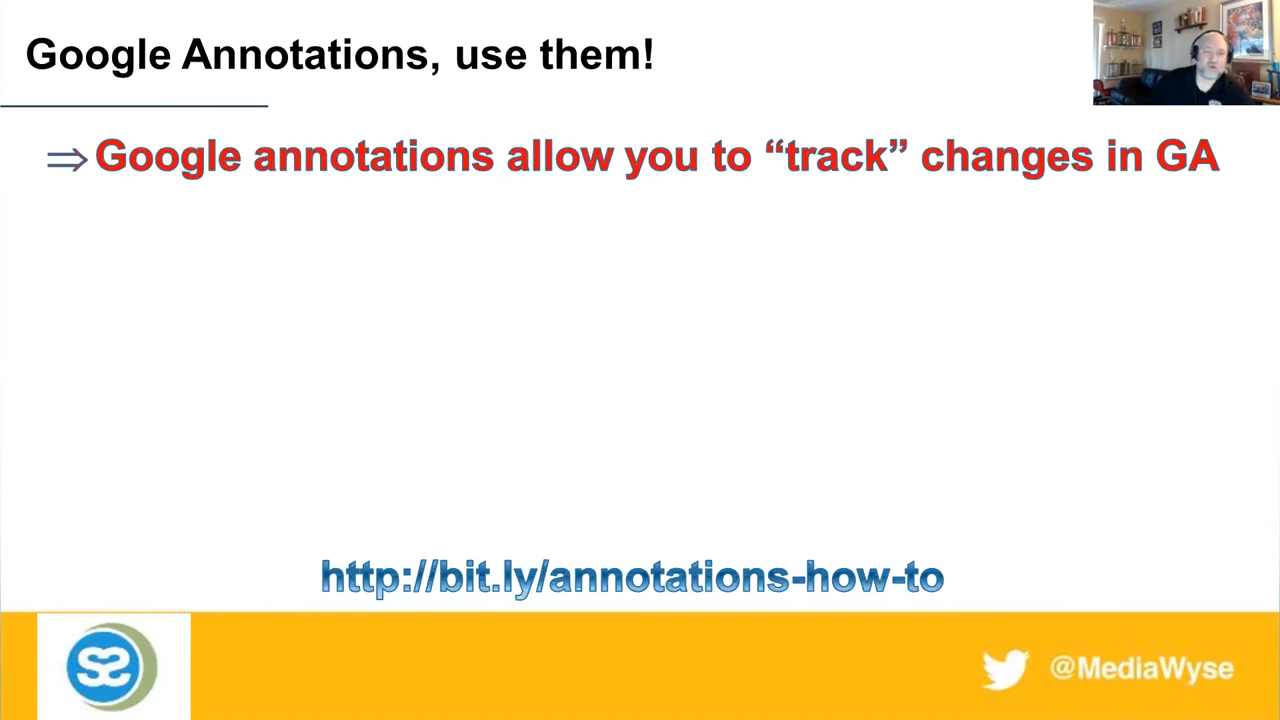 Google Annotations, use them!
⇒ Google annotations allow you to “track” changes in GA
http://bit.ly/annotations-how-to
@MediaWyse